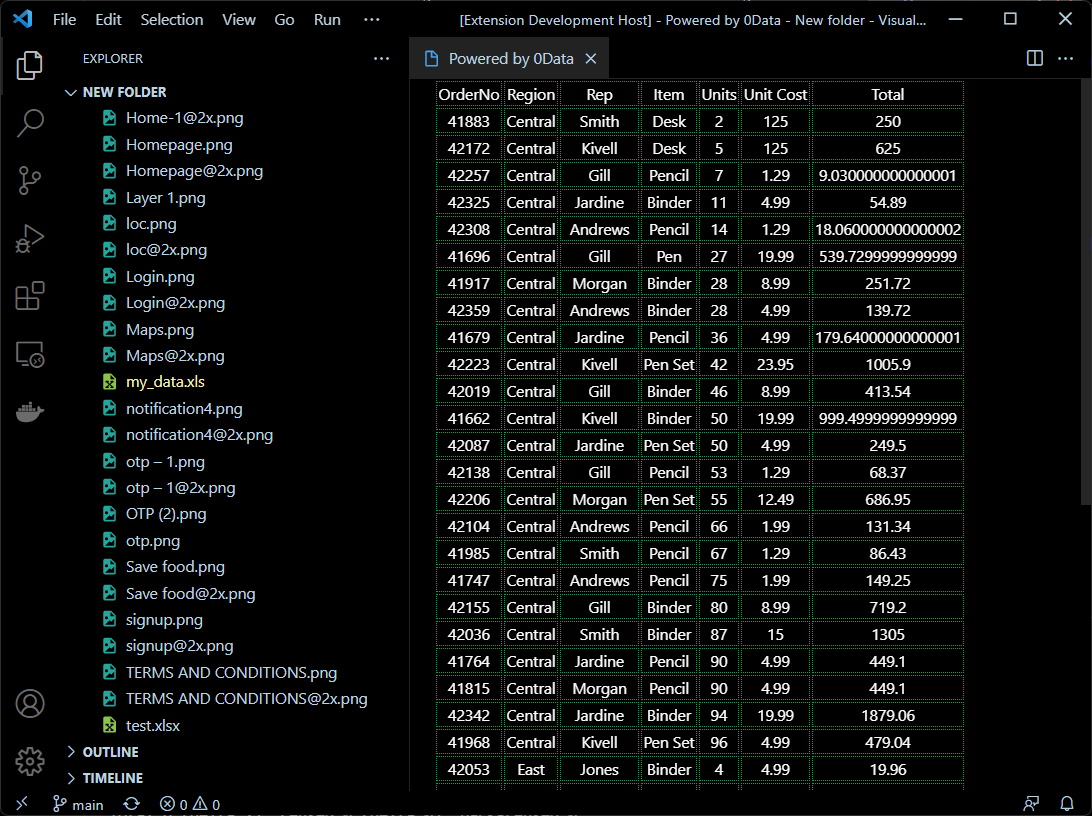 File Edit Selection View Go Run ··· [Extension Development Host] - Powered by 0Data - New folder - Visual...
EXPLORER ···
NEW FOLDER
Home-1@2x.png
Homepage.png
Homepage@2x.png
Layer 1.png
loc.png
loc@2x.png
Login.png
Login@2x.png
Maps.png
Maps@2x.png
my_data.xls
notification4.png
notification4@2x.png
otp – 1.png
otp – 1@2x.png
OTP (2).png
otp.png
Save food.png
Save food@2x.png
signup.png
signup@2x.png
TERMS AND CONDITIONS.png
TERMS AND CONDITIONS@2x.png
test.xlsx
OUTLINE
TIMELINE
Powered by 0Data
OrderNo Region Rep Item Units Unit Cost Total
41883 Central Smith Desk 2 125 250
42172 Central Kivell Desk 5 125 625
42257 Central Gill Pencil 7 1.29 9.030000000000001
42325 Central Jardine Binder 11 4.99 54.89
42308 Central Andrews Pencil 14 1.29 18.060000000000002
41696 Central Gill Pen 27 19.99 539.7299999999999
41917 Central Morgan Binder 28 8.99 251.72
42359 Central Andrews Binder 28 4.99 139.72
41679 Central Jardine Pencil 36 4.99 179.64000000000001
42223 Central Kivell Pen Set 42 23.95 1005.9
42019 Central Gill Binder 46 8.99 413.54
41662 Central Kivell Binder 50 19.99 999.4999999999999
42087 Central Jardine Pen Set 50 4.99 249.5
42138 Central Gill Pencil 53 1.29 68.37
42206 Central Morgan Pen Set 55 12.49 686.95
42104 Central Andrews Pencil 66 1.99 131.34
41985 Central Smith Pencil 67 1.29 86.43
41747 Central Andrews Pencil 75 1.99 149.25
42155 Central Gill Binder 80 8.99 719.2
42036 Central Smith Binder 87 15 1305
41764 Central Jardine Pencil 90 4.99 449.1
41815 Central Morgan Pencil 90 4.99 449.1
42342 Central Jardine Binder 94 19.99 1879.06
41968 Central Kivell Pen Set 96 4.99 479.04
42053 East Jones Binder 4 4.99 19.96
main 0 0